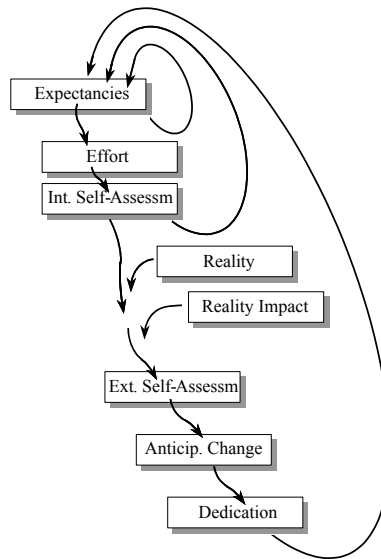 Expectancies
Effort
Int. Self-Assessm
Reality
Reality Impact
Ext. Self-Assessm
Anticip. Change
Dedication